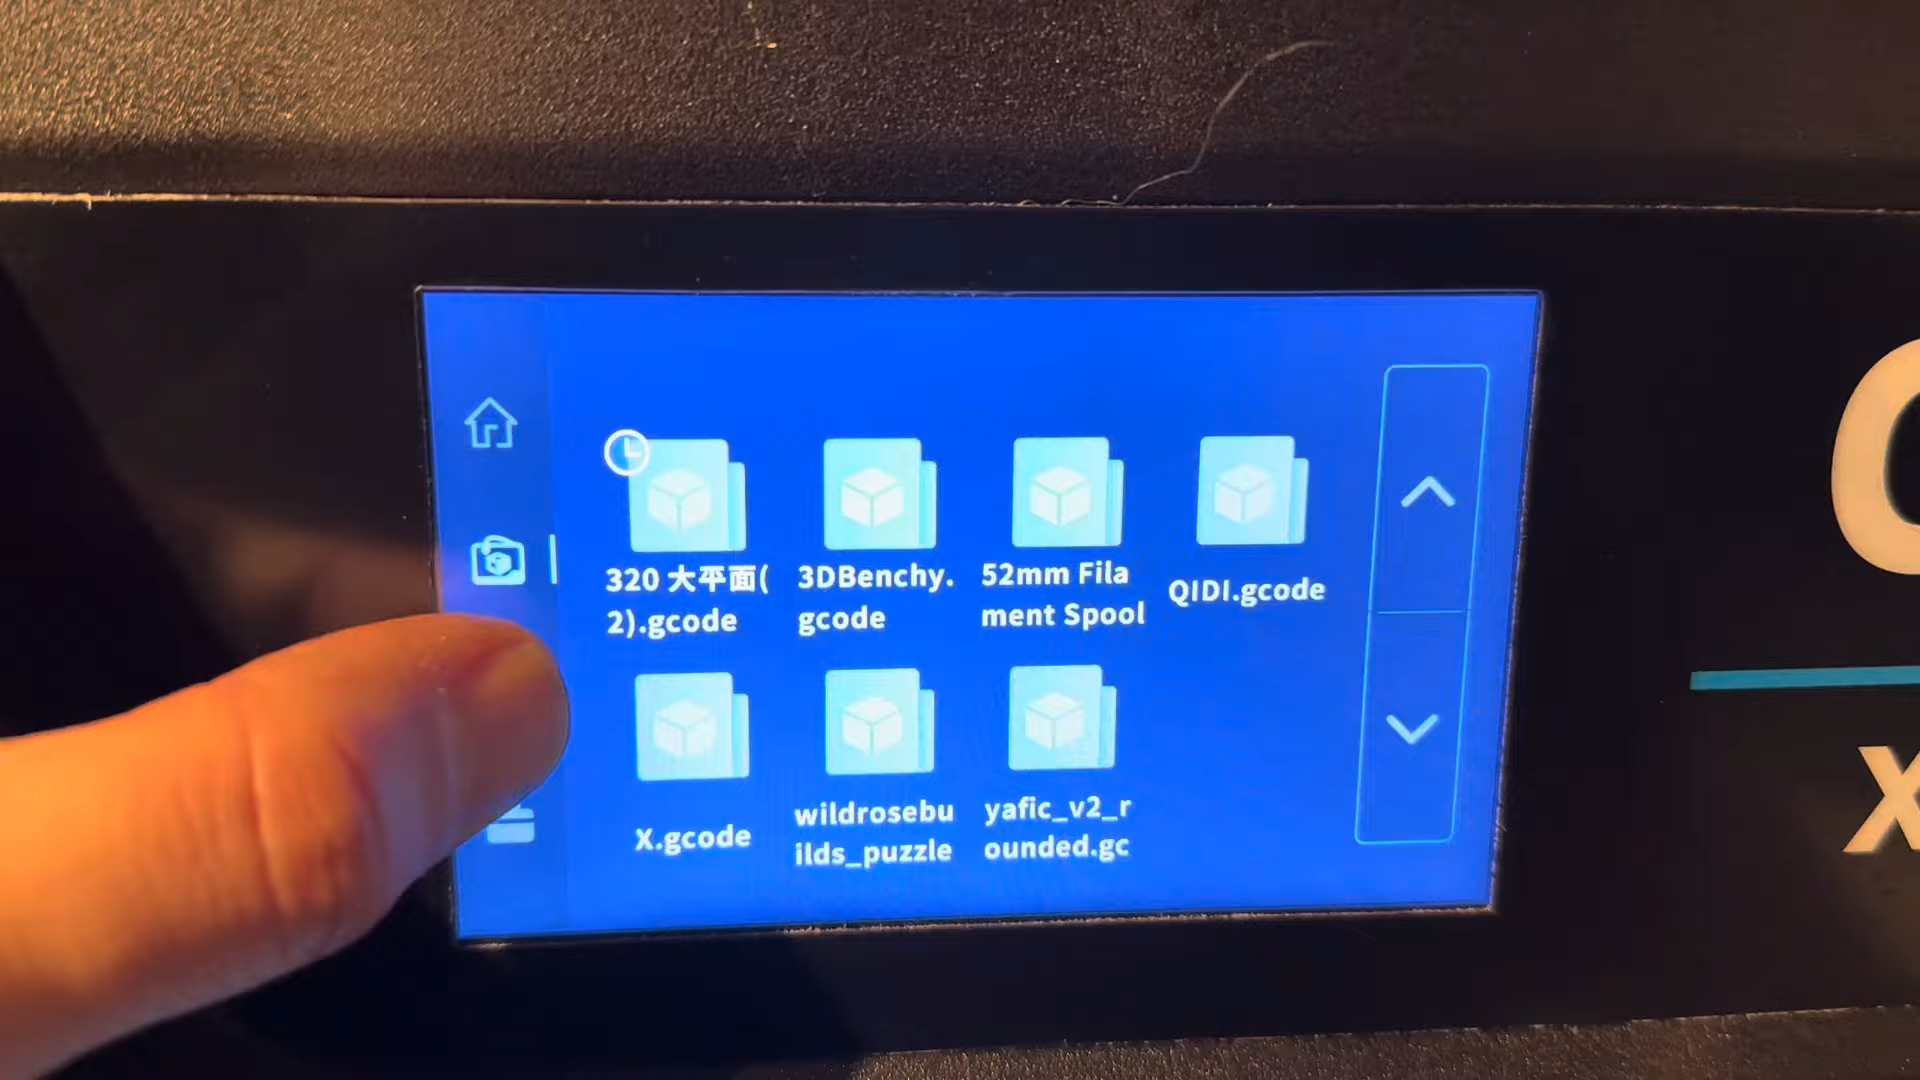 320 大平面(
2).gcode
3DBenchy.
gcode
52mm Fila
ment Spool
QIDI.gcode
X.gcode
wildrosebu
ilds_puzzle
yafic_v2_r
ounded.gc
X